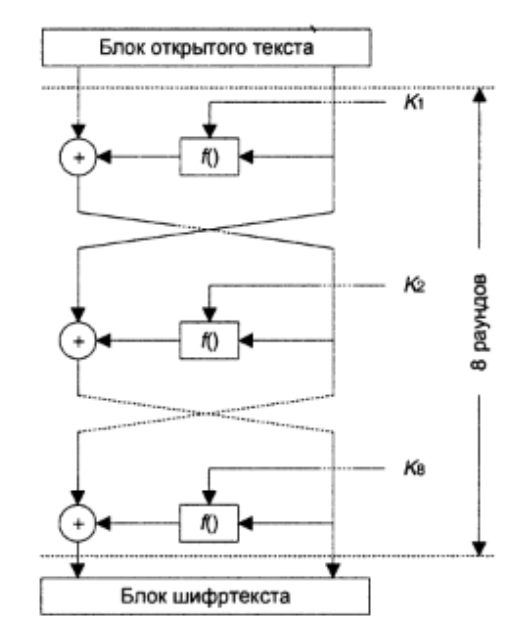 Блок открытого текста
K1
+
f()
K2
+
f()
8 раундов
K8
+
f()
Блок шифртекста